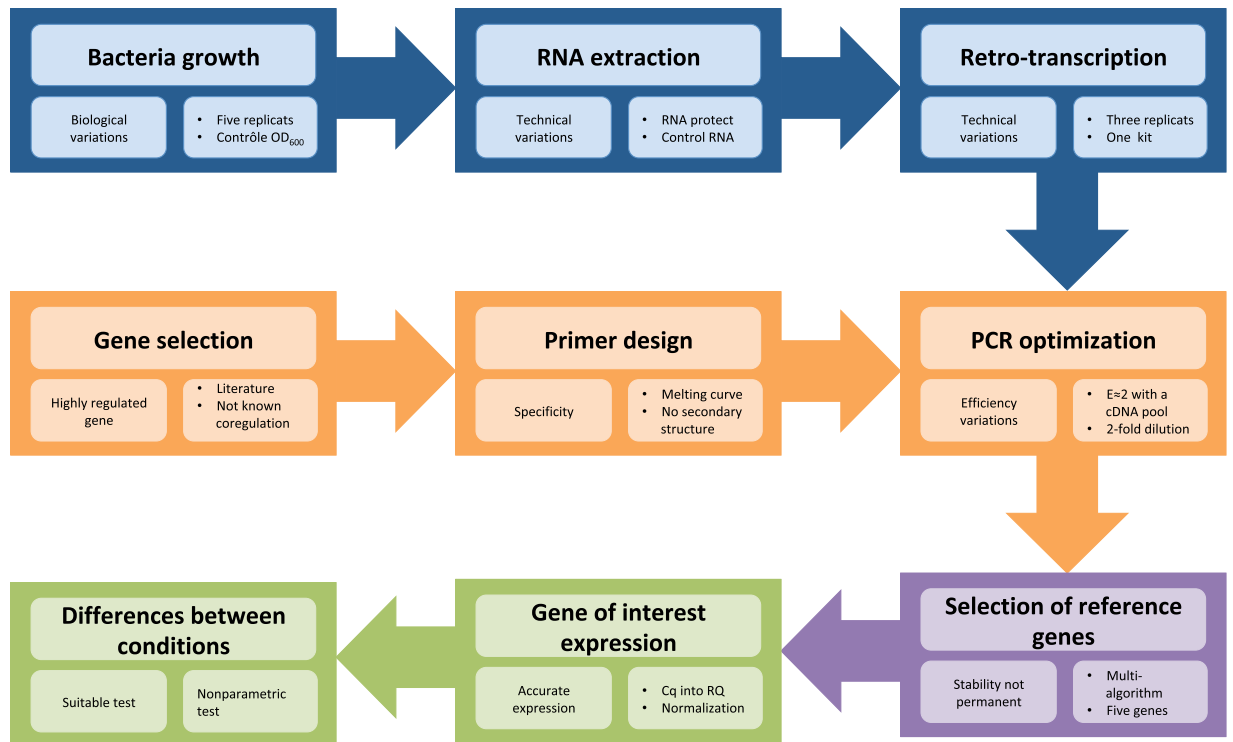 Bacteria growth
Biological
variations
• Five replicats
• Contrôle OD600
RNA extraction
Technical
variations
• RNA protect
• Control RNA
Retro-transcription
Technical
variations
• Three replicats
• One kit
Gene selection
Highly regulated
gene
• Literature
• Not known
coregulation
Primer design
Specificity
• Melting curve
• No secondary
structure
PCR optimization
Efficiency
variations
• E≈2 with a
cDNA pool
• 2-fold dilution
Differences between
conditions
Suitable test
Nonparametric
test
Gene of interest
expression
Accurate
expression
• Cq into RQ
• Normalization
Selection of reference
genes
Stability not
permanent
• Multi-
algorithm
• Five genes